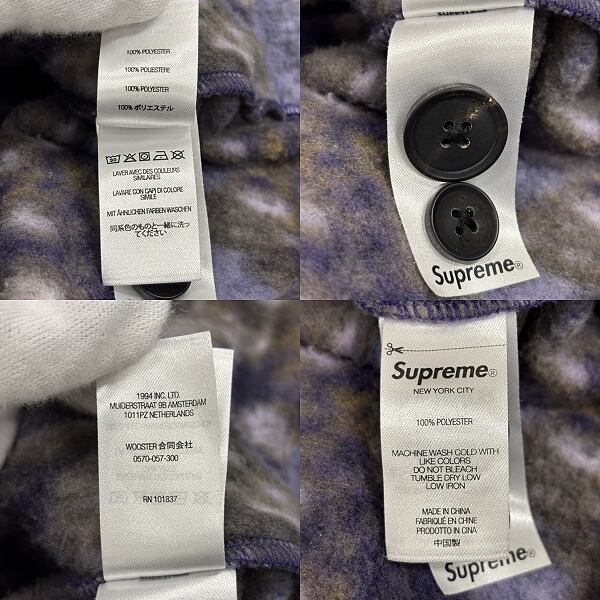 100% POLYESTER
100% POLIESTERE
100% POLYESTER
100% ポリエステル
LAVER AVEC DES COULEURS
SIMILAIRES
LAVARE CON CAPI DI COLORE
SIMILE
MIT ÄHNLICHEN FARBEN WASCHEN
同系色のものと一緒に洗っ
てください
Supreme®
1994 INC. LTD.
MUIDERSTRAAT 9B AMSTERDAM
1011PZ NETHERLANDS
WOOSTER 合同会社
0570-057-300
RN 101837
Supreme®
NEW YORK CITY
100% POLYESTER
MACHINE WASH COLD WITH
LIKE COLORS
DO NOT BLEACH
TUMBLE DRY LOW
LOW IRON
MADE IN CHINA
FABRIQUÉ EN CHINE
PRODOTTO IN CINA
中国製
Supreme®